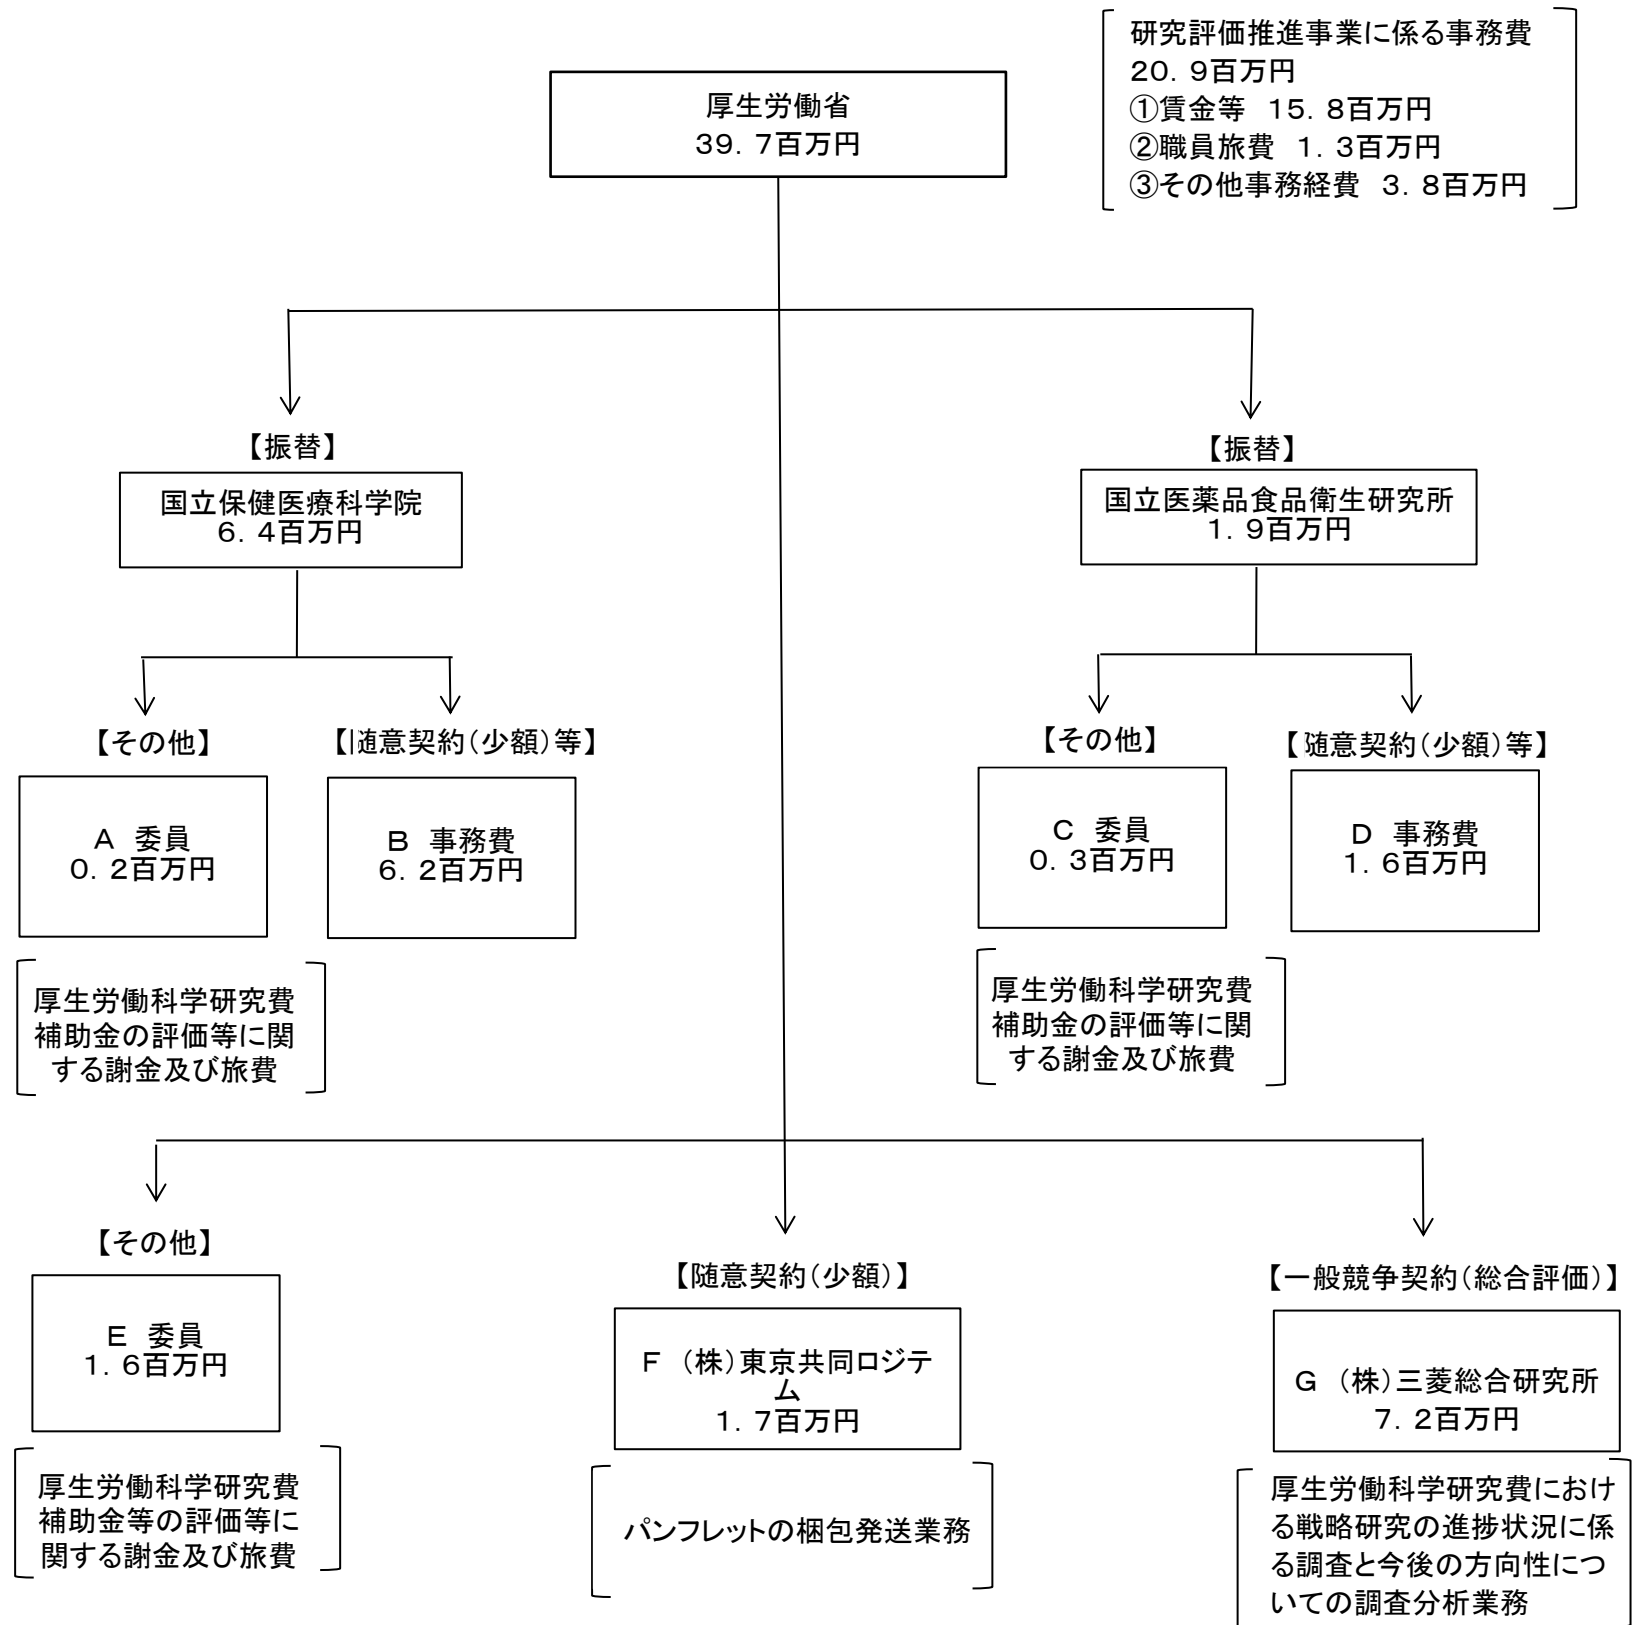 研究評価推進事業に係る事務費
20.9百万円
①賃金等 15.8百万円
②職員旅費 1.3百万円
③その他事務経費 3.8百万円
厚生労働省
39.7百万円
【振替】
国立保健医療科学院
6.4百万円
【振替】
国立医薬品食品衛生研究所
1.9百万円
【その他】
A 委員
0.2百万円
厚生労働科学研究費
補助金の評価等に関
する謝金及び旅費
【随意契約(少額)等】
B 事務費
6.2百万円
【その他】
C 委員
0.3百万円
厚生労働科学研究費
補助金の評価等に関
する謝金及び旅費
【随意契約(少額)等】
D 事務費
1.6百万円
【その他】
E 委員
1.6百万円
厚生労働科学研究費
補助金等の評価等に
関する謝金及び旅費
【随意契約(少額)】
F (株)東京共同ロジテ
ム
1.7百万円
パンフレットの梱包発送業務
【一般競争契約(総合評価)】
G (株)三菱総合研究所
7.2百万円
厚生労働科学研究費におけ
る戦略研究の進捗状況に係
る調査と今後の方向性につ
いての調査分析業務